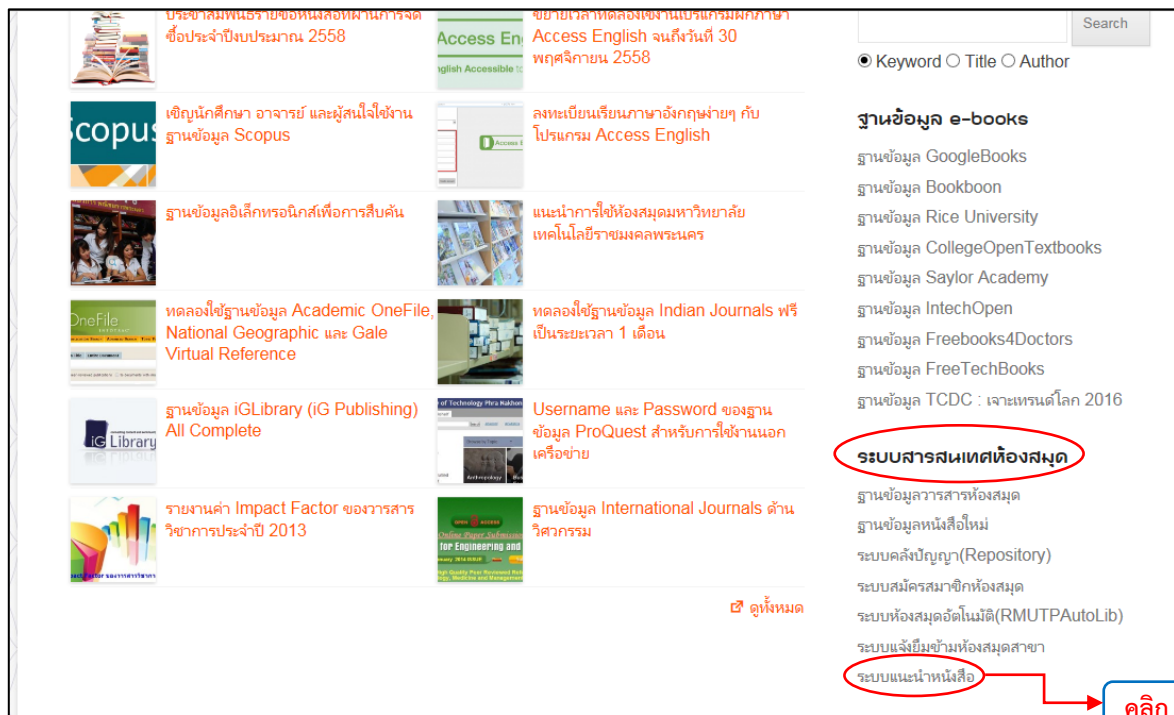 ประชาสัมพันธ์รายชื่อหนังสือที่ผ่านการจัด
ซื้อประจำปีงบประมาณ 2558
Access En
nglish Accessible to
ขยายเวลาทดลองใช้งานโปรแกรมฝึกภาษา
Access English จนถึงวันที่ 30
พฤศจิกายน 2558
Search
Keyword
Title
Author
Scopus
เชิญนักศึกษา อาจารย์ และผู้สนใจใช้งาน
ฐานข้อมูล Scopus
Access E
ลงทะเบียนเรียนภาษาอังกฤษง่ายๆ กับ
โปรแกรม Access English
ฐานข้อมูลอิเล็กทรอนิกส์เพื่อการสืบค้น
แนะนำการใช้ห้องสมุดมหาวิทยาลัย
เทคโนโลยีราชมงคลพระนคร
OneFile
ทดลองใช้ฐานข้อมูล Academic OneFile,
National Geographic และ Gale
Virtual Reference
ทดลองใช้ฐานข้อมูล Indian Journals ฟรี
เป็นระยะเวลา 1 เดือน
iG Library
ฐานข้อมูล iGLibrary (iG Publishing)
All Complete
of Technology Phra Nakhon
Anthropology
Username และ Password ของฐาน
ข้อมูล ProQuest สำหรับการใช้งานนอก
เครือข่าย
รายงานค่า Impact Factor ของวารสาร
วิชาการประจำปี 2013
OPEN ACCESS
Online Paper Submission
for Engineering and
ฐานข้อมูล International Journals ด้าน
วิศวกรรม
ดูทั้งหมด
ฐานข้อมูล e-books
ฐานข้อมูล GoogleBooks
ฐานข้อมูล Bookboon
ฐานข้อมูล Rice University
ฐานข้อมูล CollegeOpenTextbooks
ฐานข้อมูล Saylor Academy
ฐานข้อมูล IntechOpen
ฐานข้อมูล Freebooks4Doctors
ฐานข้อมูล FreeTechBooks
ฐานข้อมูล TCDC : เจาะเทรนด์โลก 2016
ระบบสารสนเทศห้องสมุด
ฐานข้อมูลวารสารห้องสมุด
ฐานข้อมูลหนังสือใหม่
ระบบคลังปัญญา(Repository)
ระบบสมัครสมาชิกห้องสมุด
ระบบห้องสมุดอัตโนมัติ(RMUTPAutoLib)
ระบบแจ้งยืมข้ามห้องสมุดสาขา
ระบบแนะนำหนังสือ
คลิก